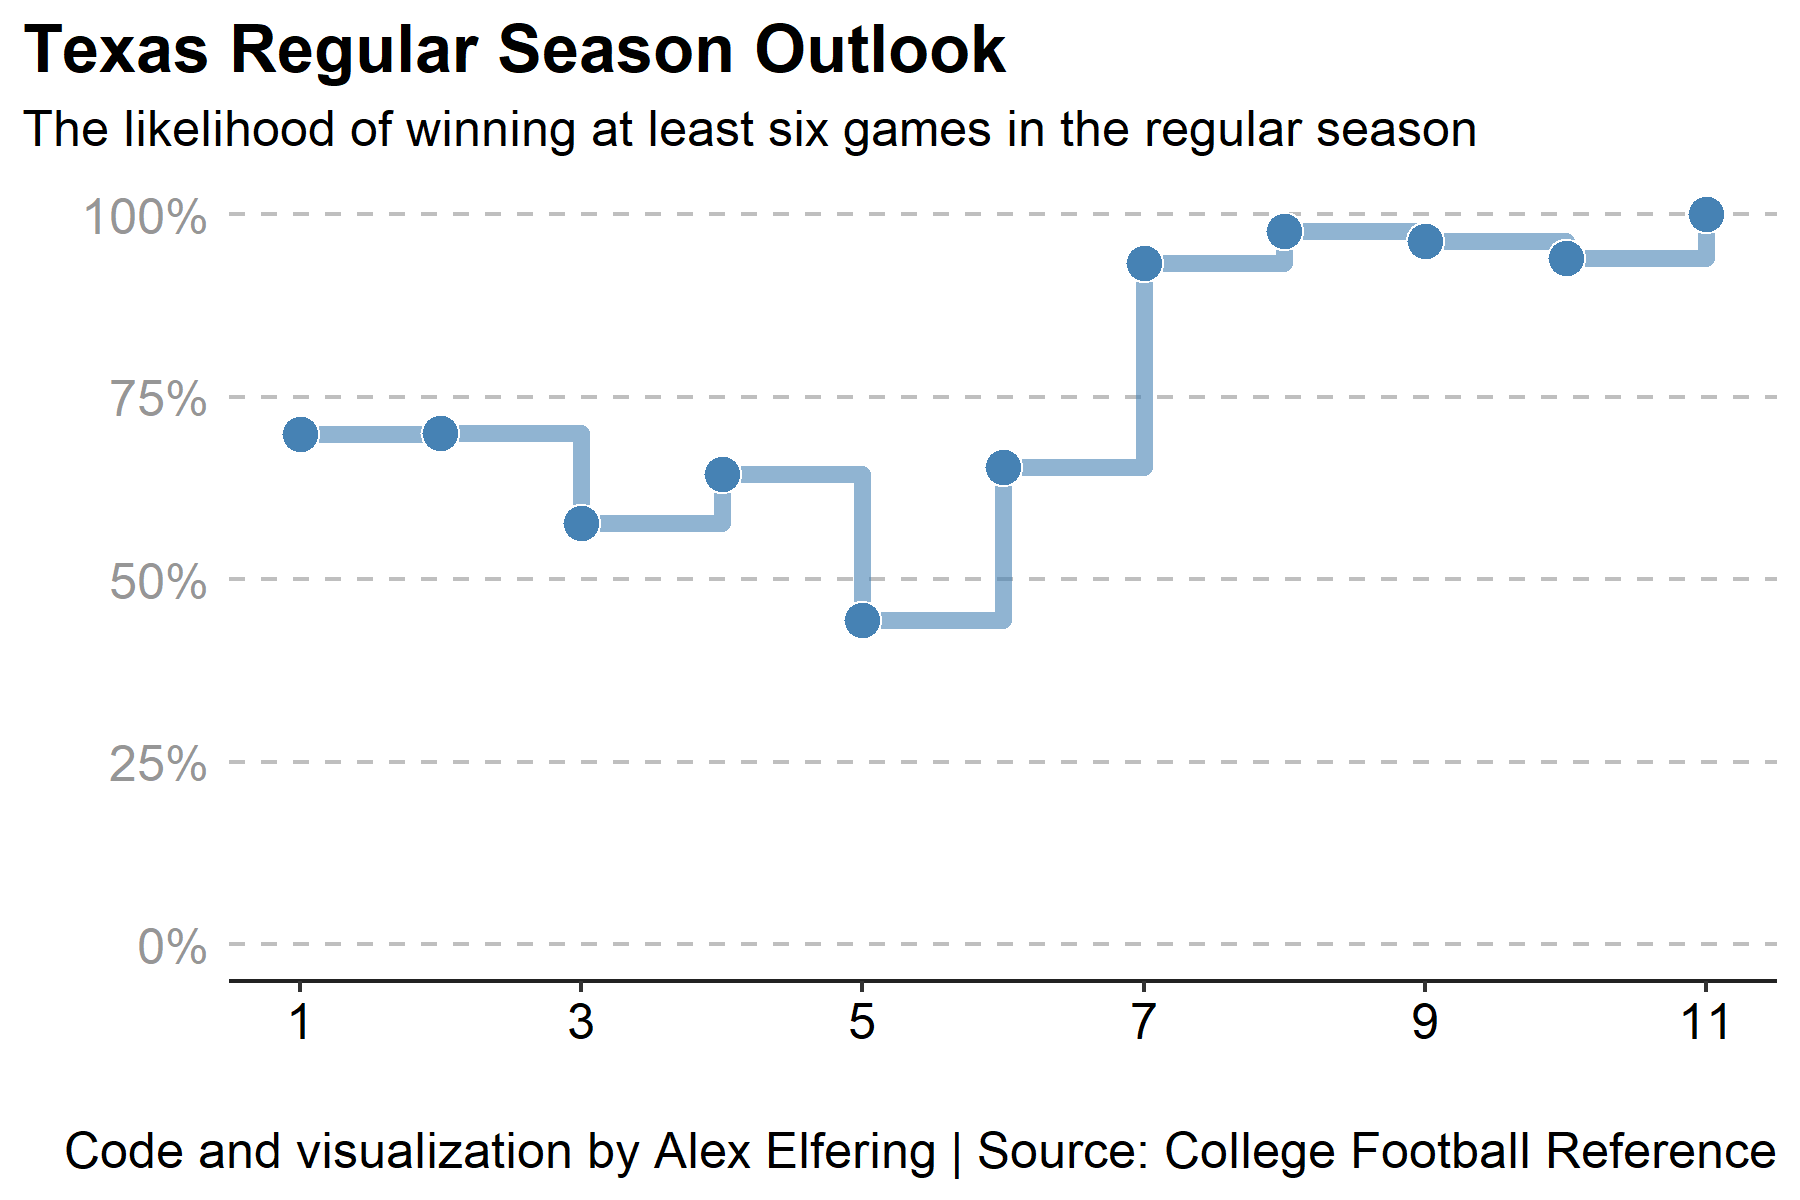 Texas Regular Season Outlook
The likelihood of winning at least six games in the regular season
100%
75%
50%
25%
0%
1 3 5 7 9 11
Code and visualization by Alex Elfering | Source: College Football Reference